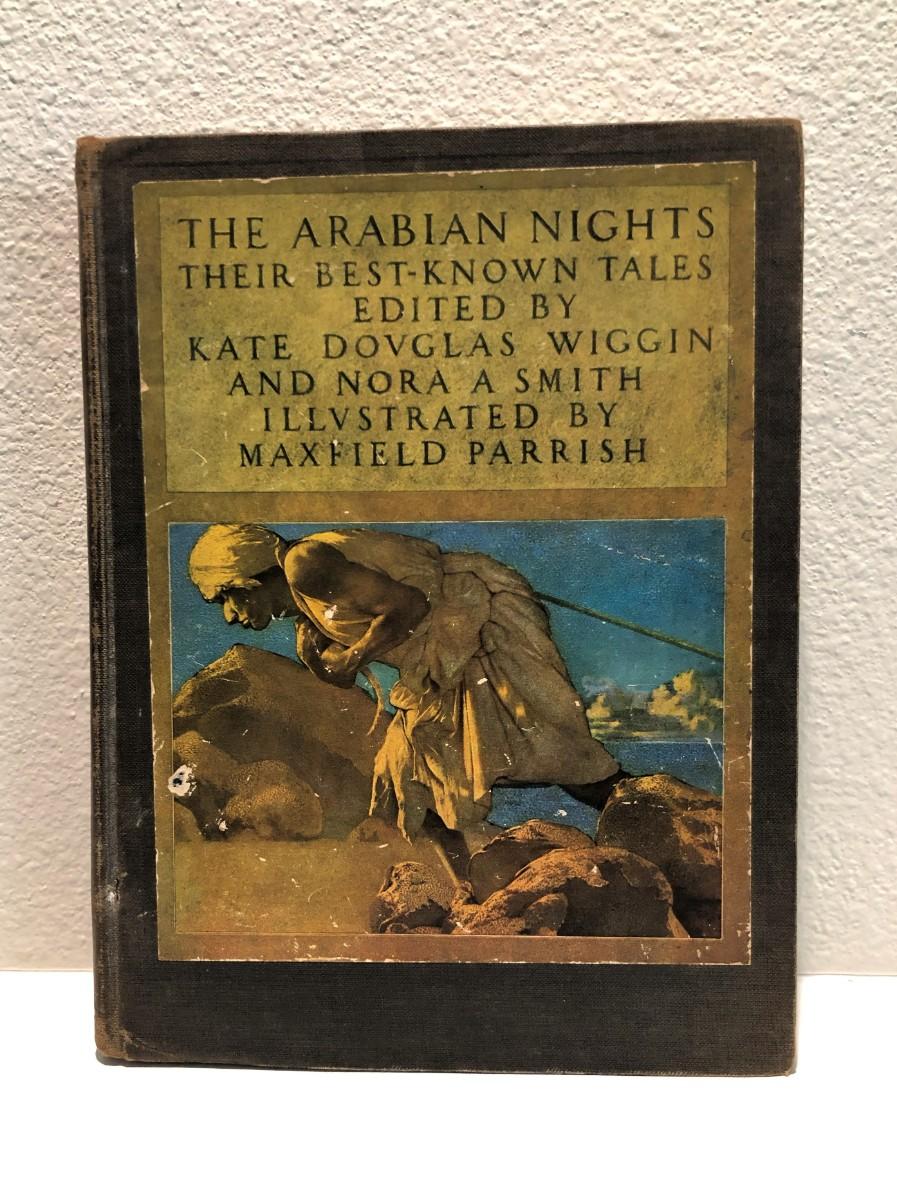 THE ARABIAN NIGHTS
THEIR BEST-KNOWN TALES
EDITED BY
KATE DOVGLAS WIGGIN
AND NORA A SMITH
ILLVSTRATED BY
MAXFIELD PARRISH